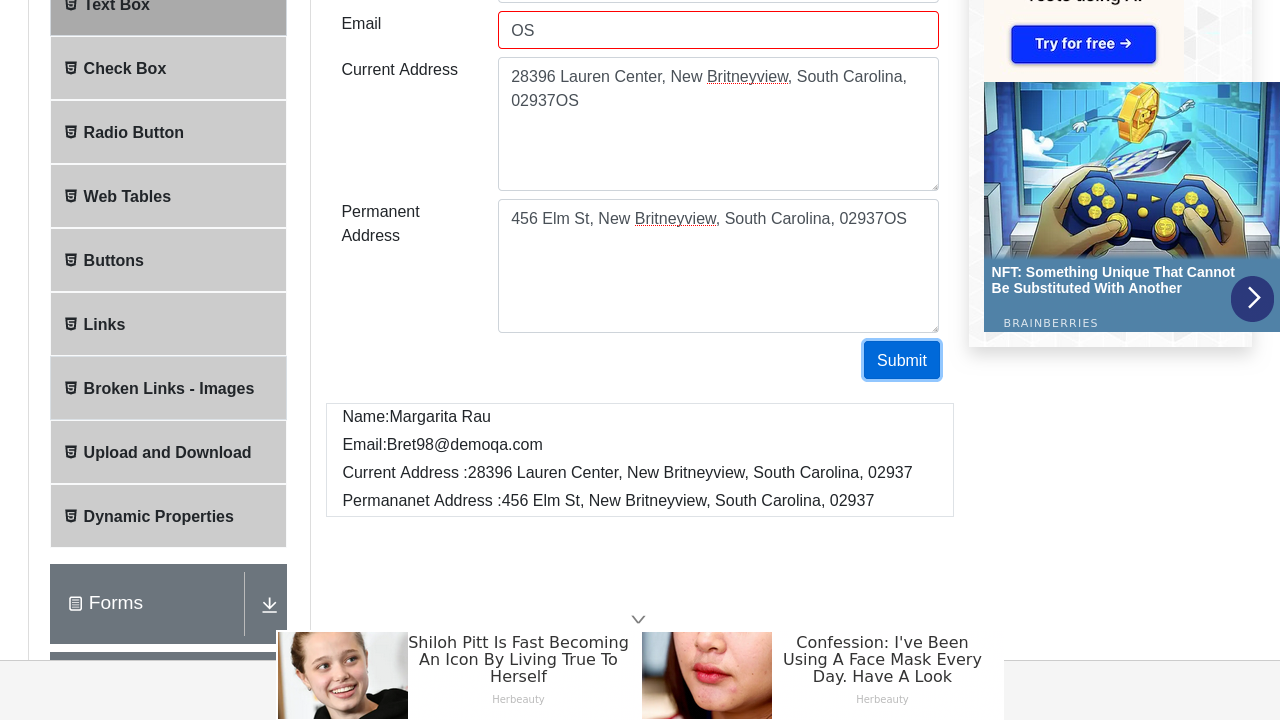 Text Box
Check Box
Radio Button
Web Tables
Buttons
Links
Broken Links - Images
Upload and Download
Dynamic Properties
Forms
Email
OS
Current Address
28396 Lauren Center, New Britneyview, South Carolina,
02937OS
Permanent
Address
456 Elm St, New Britneyview, South Carolina, 02937OS
Submit
Name:Margarita Rau
Email:Bret98@demoqa.com
Current Address :28396 Lauren Center, New Britneyview, South Carolina, 02937
Permananet Address :456 Elm St, New Britneyview, South Carolina, 02937
Try for free →
NFT: Something Unique That Cannot
Be Substituted With Another
BRAINBERRIES
Shiloh Pitt Is Fast Becoming
An Icon By Living True To
Herself
Herbeauty
Confession: I've Been
Using A Face Mask Every
Day. Have A Look
Herbeauty